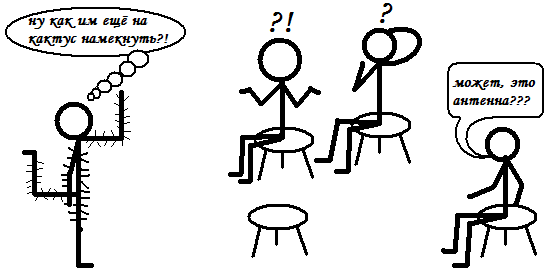 ну как им ещё на
кактус намекнуть?!
?!
?
может, это
антенна???